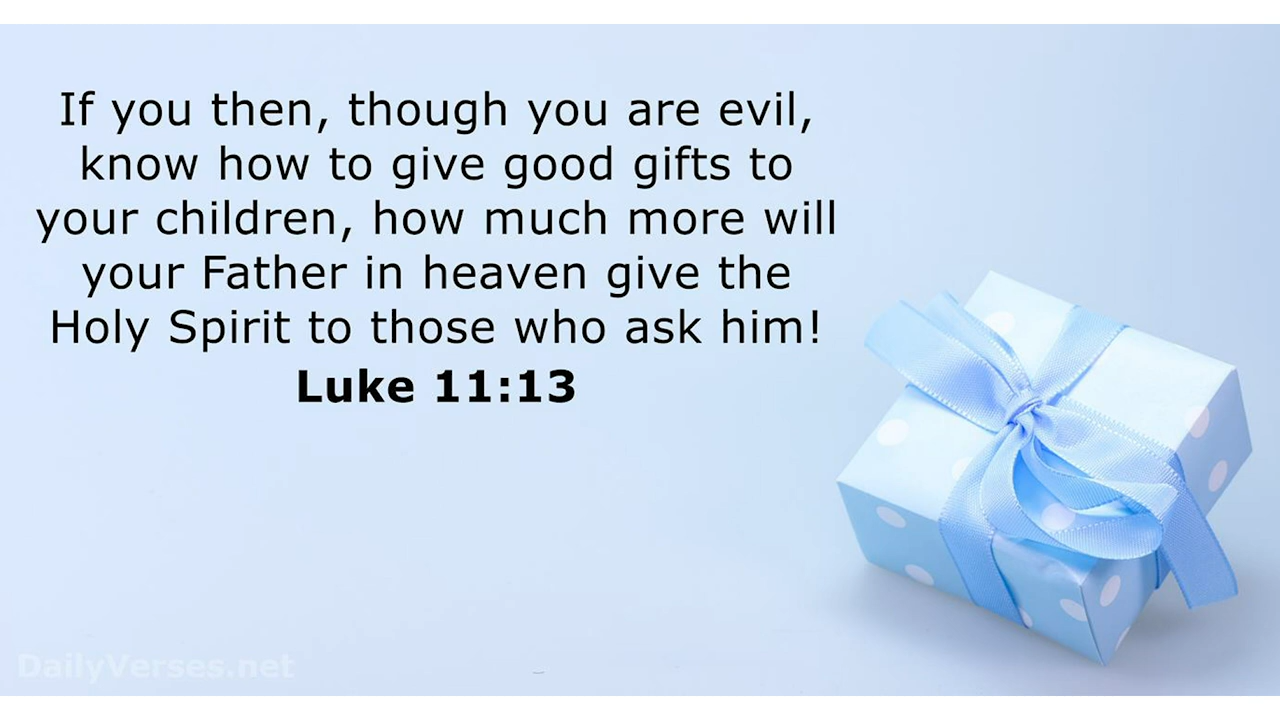 If you then, though you are evil,
know how to give good gifts to
your children, how much more will
your Father in heaven give the
Holy Spirit to those who ask him!
Luke 11:13
DailyVerses.net